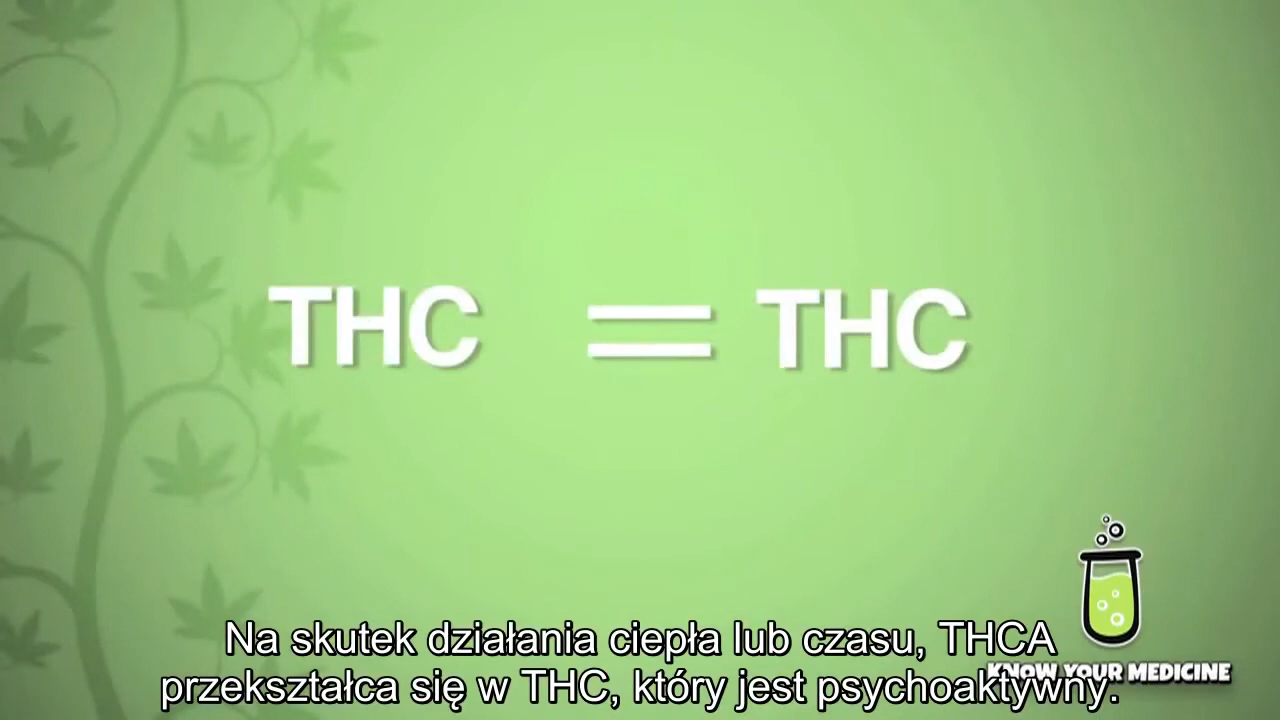 THC = THC
Na skutek działania ciepła lub czasu, THCA
przekształca się w THC, który jest psychoaktywny.
KNOW YOUR MEDICINE